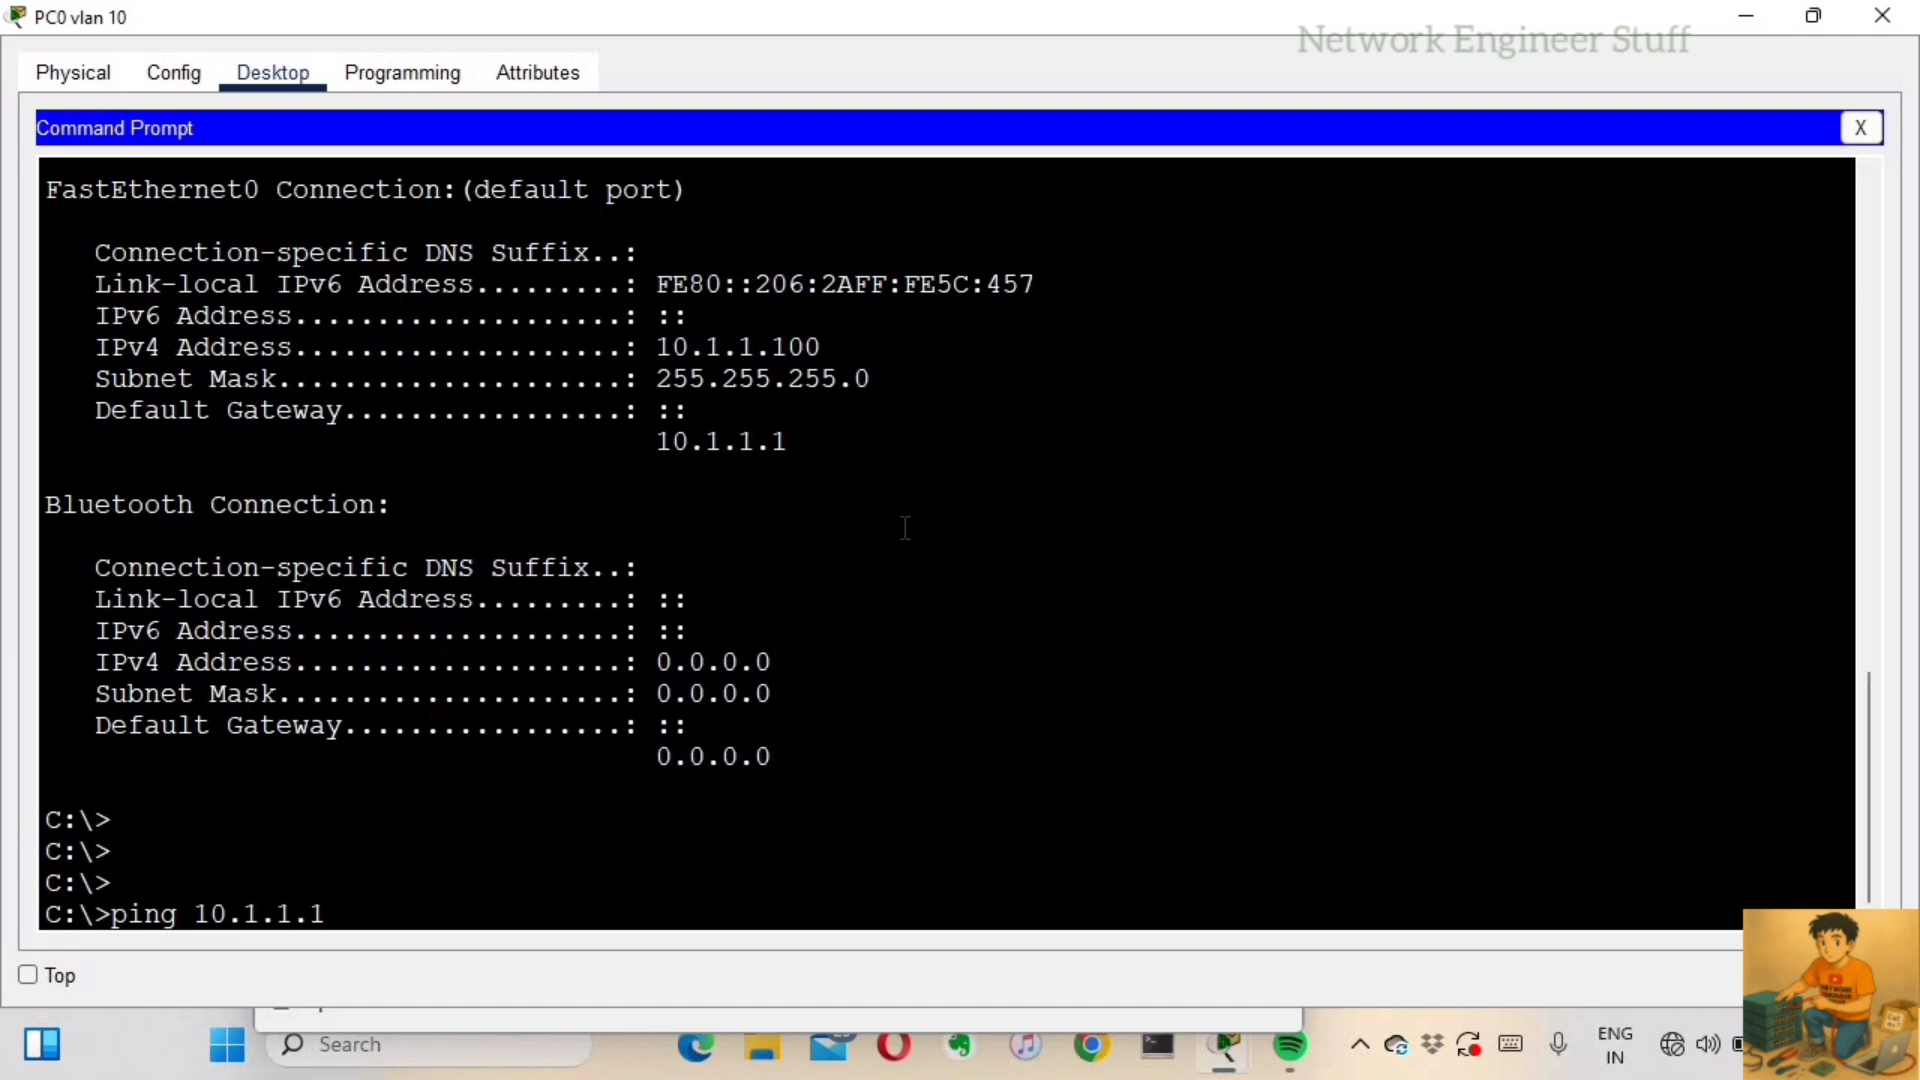 PC0 vlan 10
Network Engineer Stuff
Physical Config Desktop Programming Attributes
Command Prompt
X
FastEthernet0 Connection:(default port)
Connection-specific DNS Suffix..:
Link-local IPv6 Address.........: FE80::206:2AFF:FE5C:457
IPv6 Address....................: ::
IPv4 Address....................: 10.1.1.100
Subnet Mask.....................: 255.255.255.0
Default Gateway.................: ::
10.1.1.1
Bluetooth Connection:
Connection-specific DNS Suffix..:
Link-local IPv6 Address.........: ::
IPv6 Address....................: ::
IPv4 Address....................: 0.0.0.0
Subnet Mask.....................: 0.0.0.0
Default Gateway.................: ::
0.0.0.0
C:\>
C:\>
C:\>
C:\>ping 10.1.1.1
Top
Search
ENG
IN